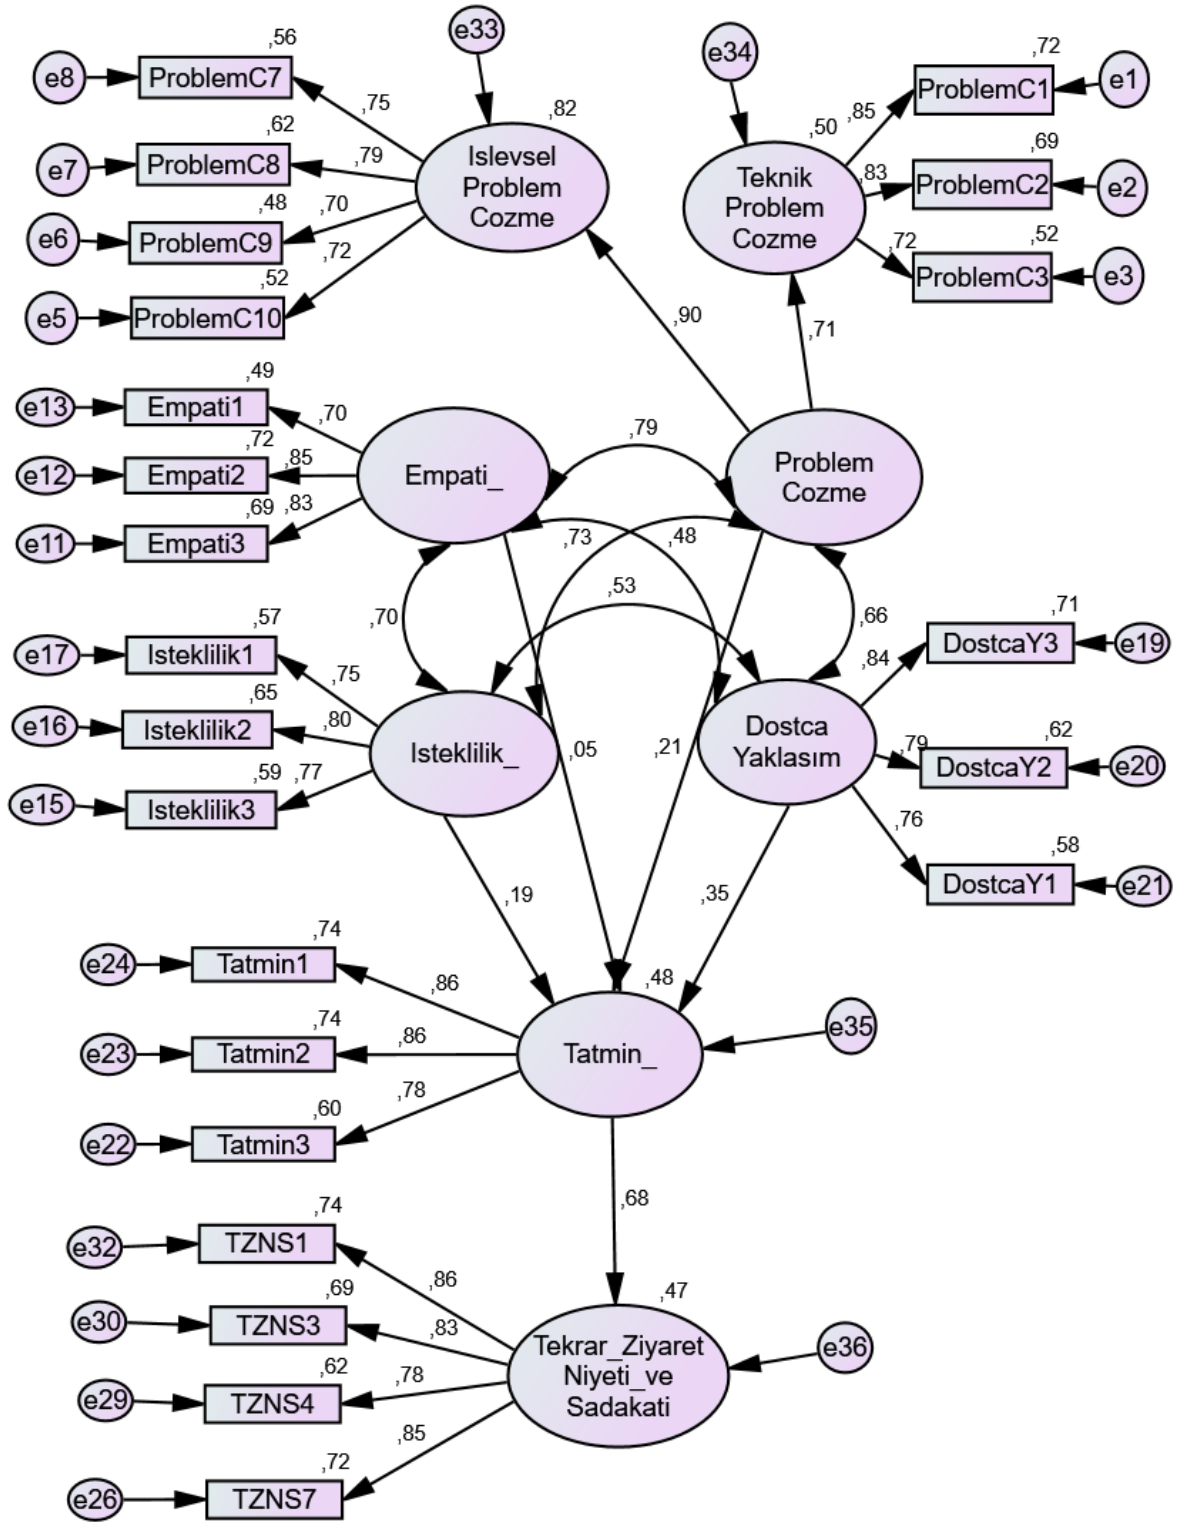 e33
,56
e8
ProblemC7
,75
,82
e34
,72
ProblemC1
e1
,50
,85
,62
e7
ProblemC8
,79
Islevsel
Problem
Cozme
Teknik
Problem
Cozme
,83
,69
ProblemC2
e2
,48
e6
ProblemC9
,70
,72
,52
ProblemC3
e3
,52
e5
ProblemC10
,72
,90
,71
,49
e13
Empati1
,70
,72
e12
Empati2
,85
Empati_
,79
Problem
Cozme
,69
e11
Empati3
,83
,73
,48
,53
,70
,66
,57
e17
Isteklilik1
,75
,71
DostcaY3
e19
,84
,65
e16
Isteklilik2
,80
Isteklilik_
,05
,21
Dostca
Yaklasım
,79
,62
DostcaY2
e20
,59
e15
Isteklilik3
,77
,76
,58
DostcaY1
e21
,19
,35
,74
e24
Tatmin1
,86
,48
e35
,74
e23
Tatmin2
,86
Tatmin_
,60
e22
Tatmin3
,78
,68
,74
e32
TZNS1
,86
,47
,69
e30
TZNS3
,83
Tekrar_Ziyaret
Niyeti_ve
Sadakati
e36
,62
e29
TZNS4
,78
,72
e26
TZNS7
,85